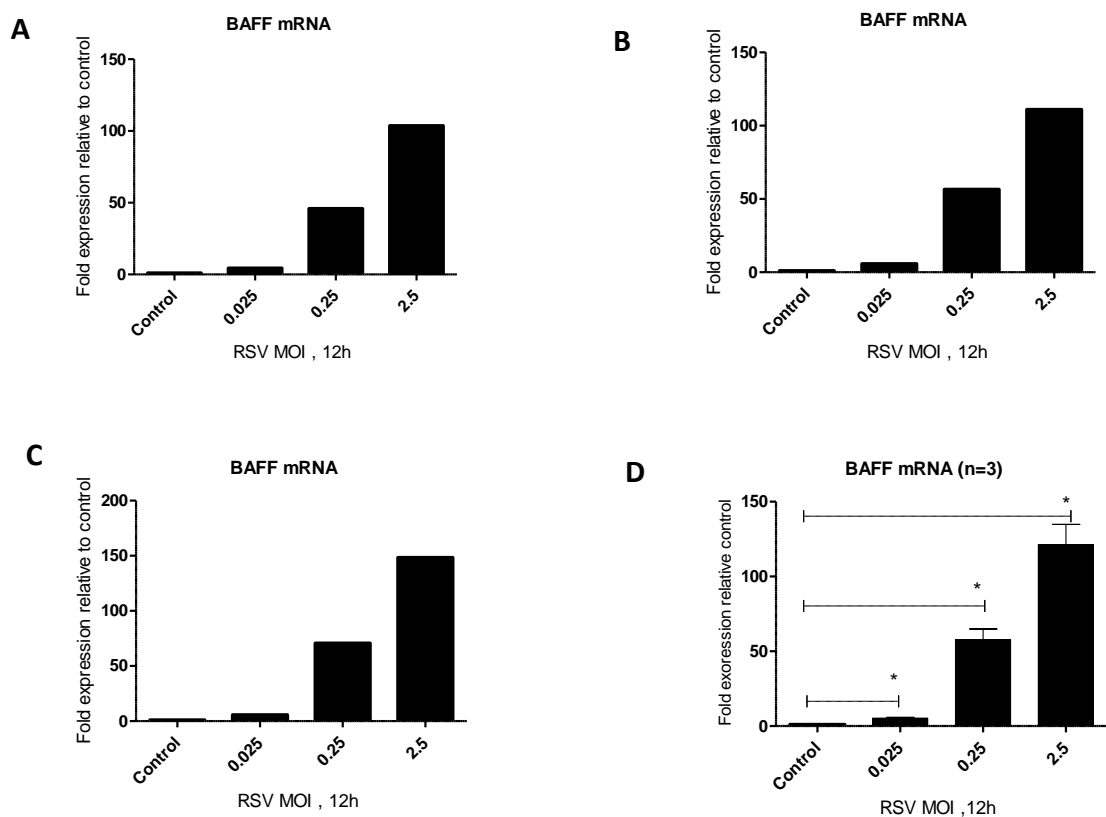 A
BAFF mRNA
Fold expression relative to control
150
100
50
0
Control
0.025
0.25
2.5
RSV MOI , 12h
B
BAFF mRNA
Fold expression relative to control
150
100
50
0
Control
0.025
0.25
2.5
RSV MOI , 12h
C
BAFF mRNA
Fold expression relative to control
200
150
100
50
0
Control
0.025
0.25
2.5
RSV MOI , 12h
D
BAFF mRNA (n=3)
Fold exoression relative control
150
100
50
0
*
*
*
Control
0.025
0.25
2.5
RSV MOI ,12h